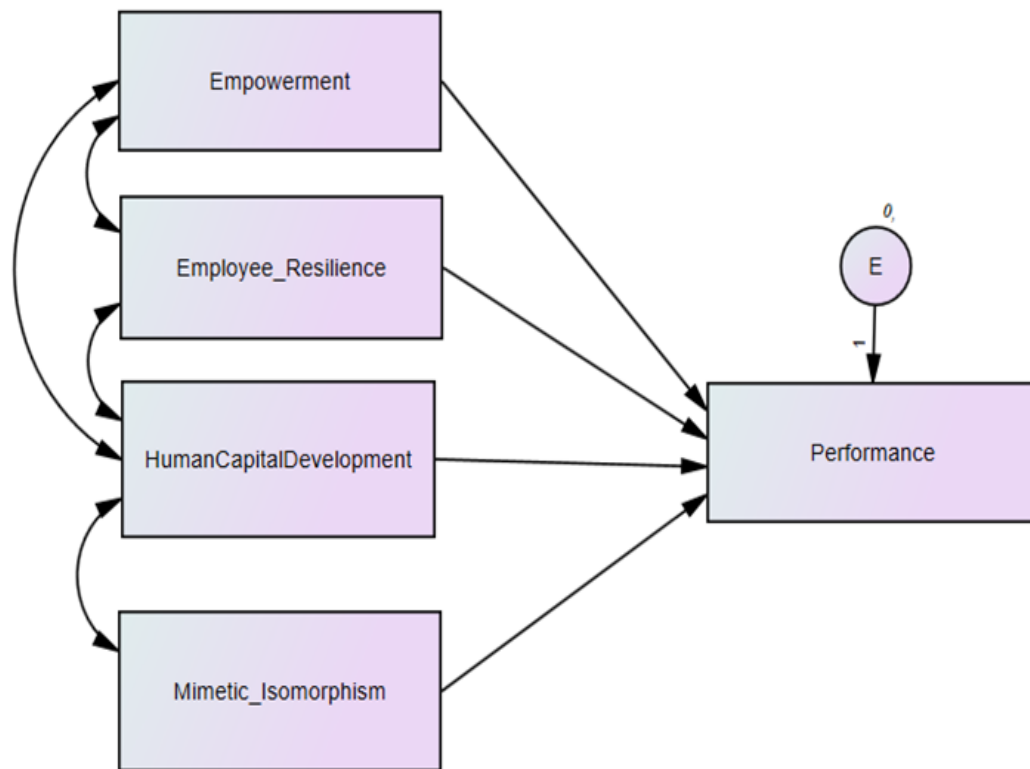 Empowerment
Employee_Resilience
HumanCapitalDevelopment
Mimetic_Isomorphism
0,
E
1
Performance